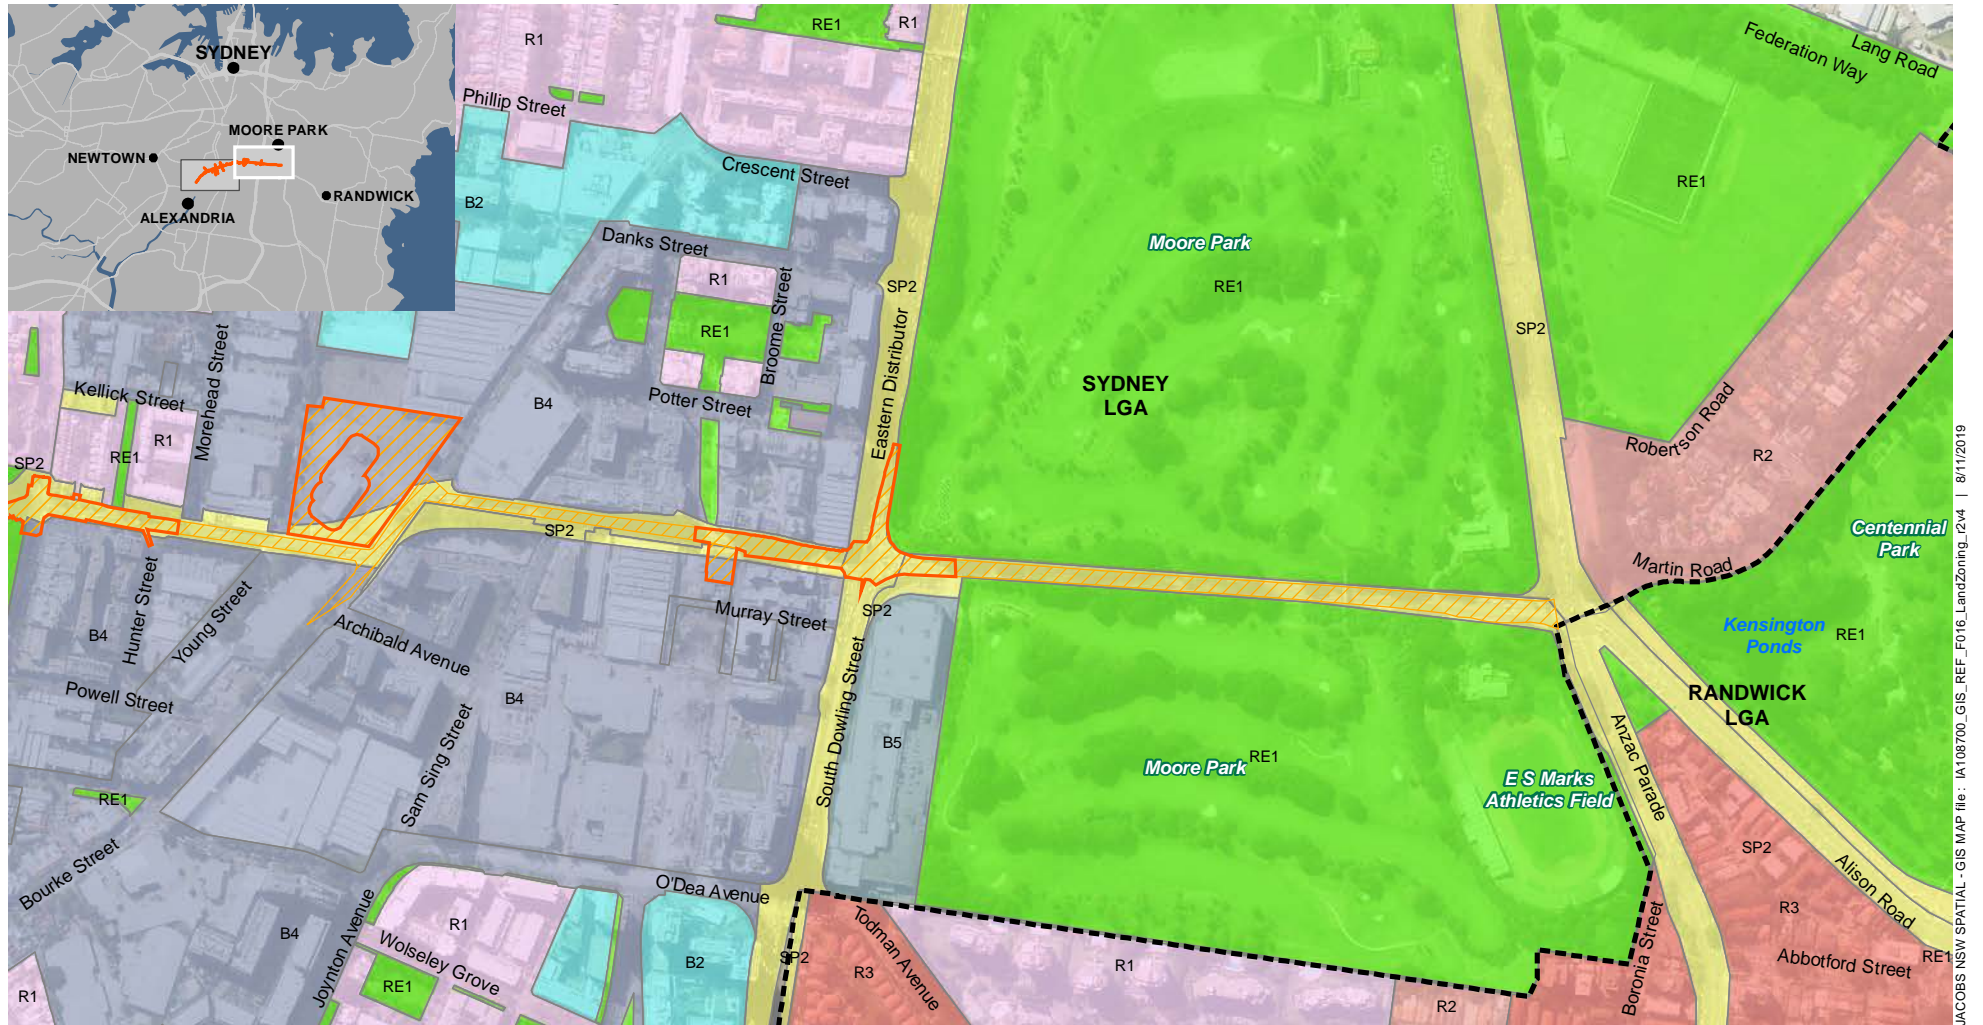 SYDNEY
MOORE PARK
NEWTOWN
RANDWICK
ALEXANDRIA
RE1
R1
R1
Phillip Street
Crescent Street
B2
Danks Street
R1
RE1
Broome Street
SP2
Eastern Distributor
Moore Park
RE1
SYDNEY
LGA
SP2
Federation Way
Lang Road
RE1
Robertson Road
R2
Martin Road
Centennial
Park
Kensington
Ponds
RE1
RANDWICK
LGA
Morehead Street
Kellick Street
R1
RE1
SP2
B4
Potter Street
SP2
Hunter Street
Young Street
B4
Powell Street
Archibald Avenue
B4
Murray Street
SP2
South Dowling Street
B5
Sam Sing Street
RE1
Bourke Street
Moore Park
RE1
E S Marks
Athletics Field
Anzac Parade
SP2
Alison Road
R3
Abbotford Street
RE1
Boronia Street
O'Dea Avenue
Joynton Avenue
R1
Wolseley Grove
B4
RE1
R1
B2
SP2
R3
Todman Avenue
R1
R2
JACOBS NSW SPATIAL - GIS MAP file : IA108700_GIS_REF_F016_LandZoning_r2v4 | 8/11/2019